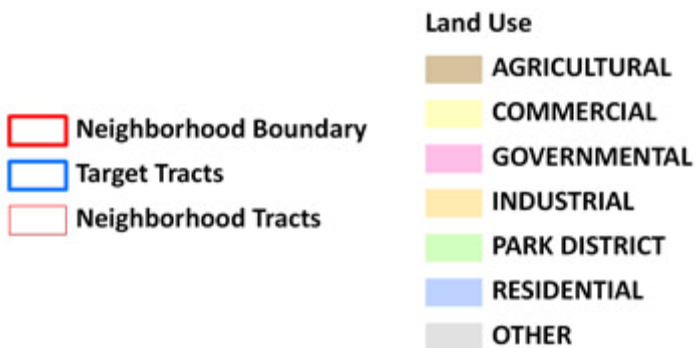 Neighborhood Boundary
Target Tracts
Neighborhood Tracts
Land Use
AGRICULTURAL
COMMERCIAL
GOVERNMENTAL
INDUSTRIAL
PARK DISTRICT
RESIDENTIAL
OTHER